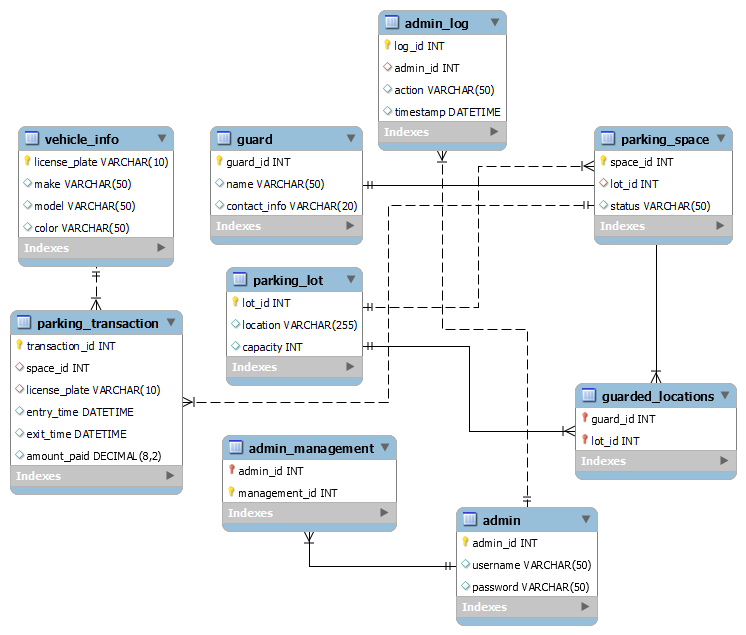 admin_log
log_id INT
admin_id INT
action VARCHAR(50)
timestamp DATETIME
Indexes
vehicle_info
license_plate VARCHAR(10)
make VARCHAR(50)
model VARCHAR(50)
color VARCHAR(50)
Indexes
guard
guard_id INT
name VARCHAR(50)
contact_info VARCHAR(20)
Indexes
parking_space
space_id INT
lot_id INT
status VARCHAR(50)
Indexes
parking_lot
lot_id INT
location VARCHAR(255)
capacity INT
Indexes
parking_transaction
transaction_id INT
space_id INT
license_plate VARCHAR(10)
entry_time DATETIME
exit_time DATETIME
amount_paid DECIMAL(8,2)
Indexes
guarded_locations
guard_id INT
lot_id INT
Indexes
admin_management
admin_id INT
management_id INT
Indexes
admin
admin_id INT
username VARCHAR(50)
password VARCHAR(50)
Indexes